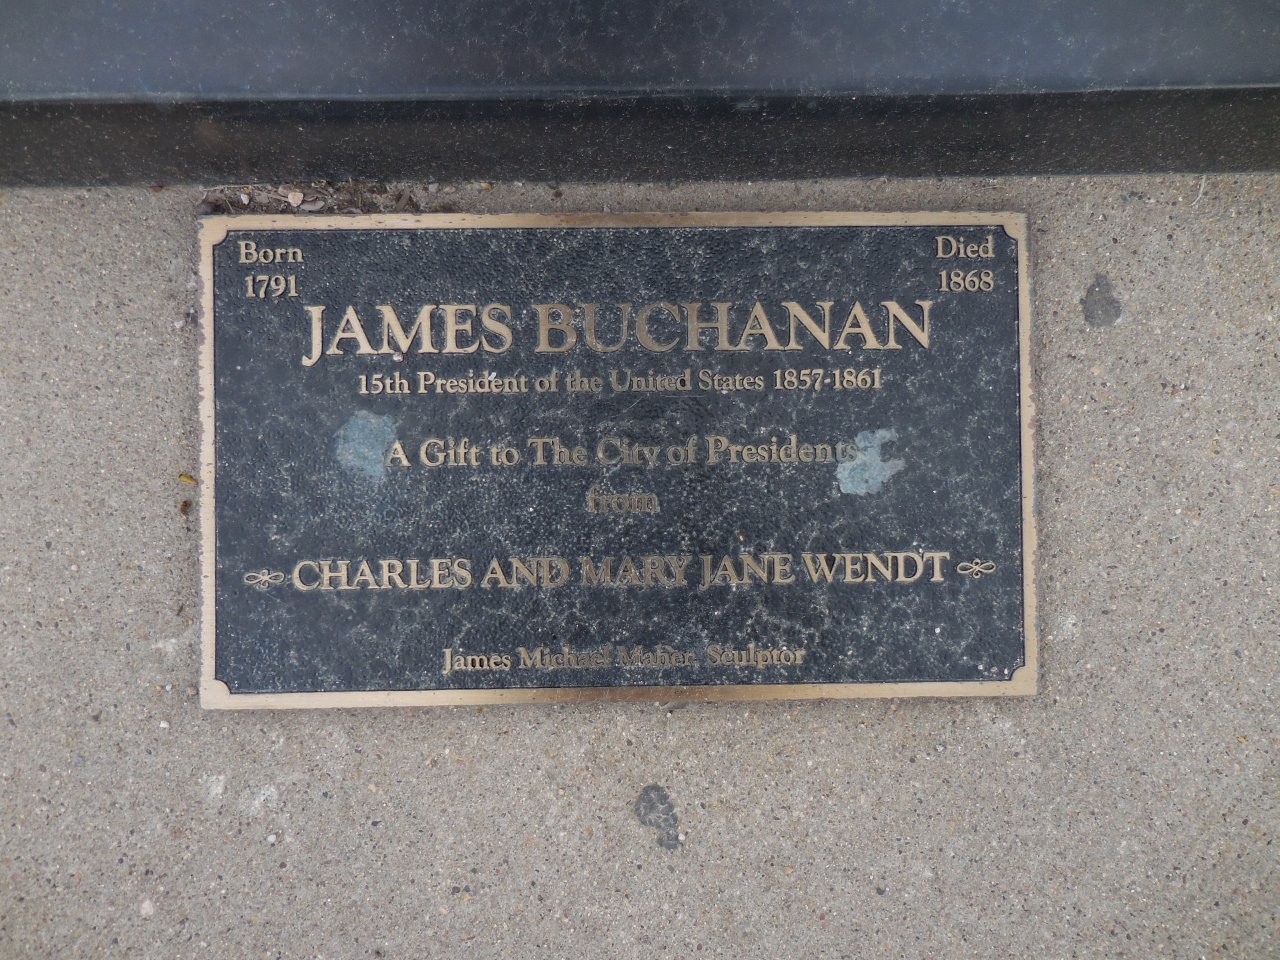 Born
1791
Died
1868
JAMES BUCHANAN
15th President of the United States 1857-1861
A Gift to The City of Presidents
from
CHARLES AND MARY JANE WENDT
James Michael Maher, Sculptor